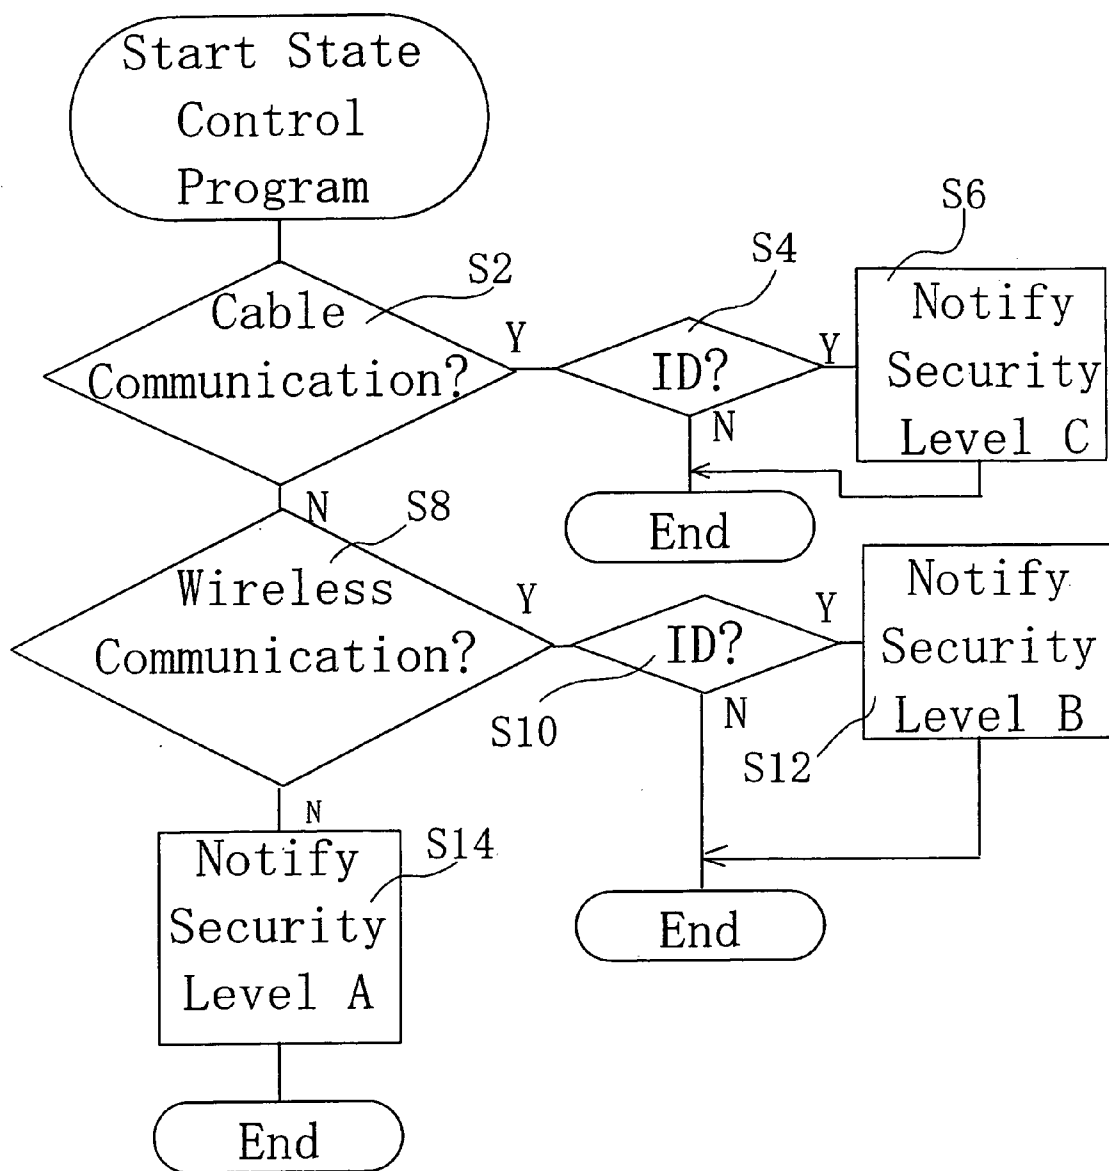 Start State
Control
Program
S2
Cable
Communication?
Y
N
S4
ID?
Y
N
S6
Notify
Security
Level C
End
S8
Wireless
Communication?
Y
N
S10
ID?
Y
N
S12
Notify
Security
Level B
End
S14
Notify
Security
Level A
End